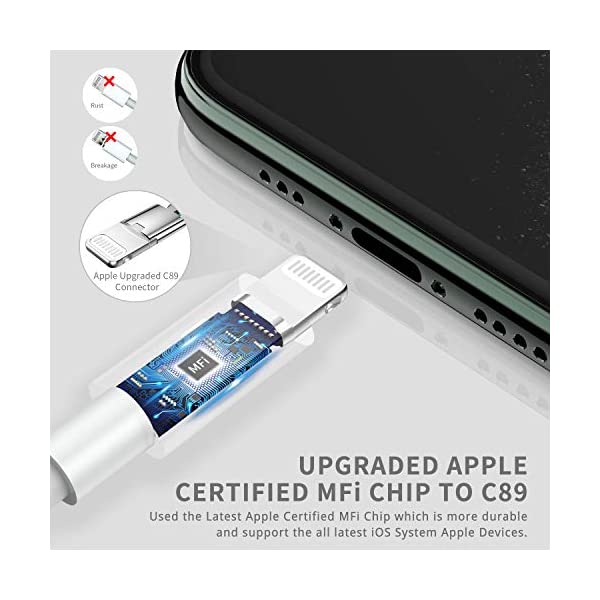 Rust
Breakage
Apple Upgraded C89
Connector
MFi
UPGRADED APPLE
CERTIFIED MFi CHIP TO C89
Used the Latest Apple Certified MFi Chip which is more durable
and support the all latest iOS System Apple Devices.